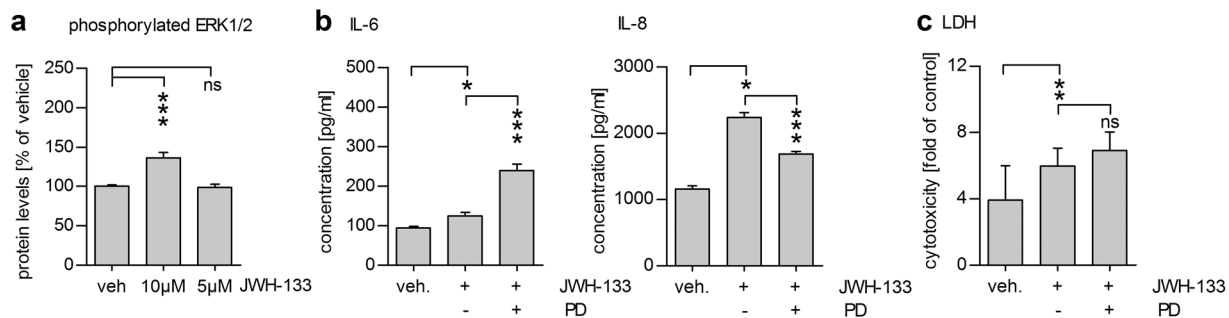 a phosphorylated ERK1/2
protein levels [% of vehicle]
250
200
150
100
50
0
***
ns
veh 10µM 5µM JWH-133
b IL-6
concentration [pg/ml]
500
400
300
200
100
0
*
***
veh. + + JWH-133
- + PD
IL-8
concentration [pg/ml]
3000
2000
1000
0
*
***
veh. + + JWH-133
- + PD
c LDH
cytotoxicity [fold of control]
12
8
4
0
**
ns
veh. + + JWH-133
- + PD